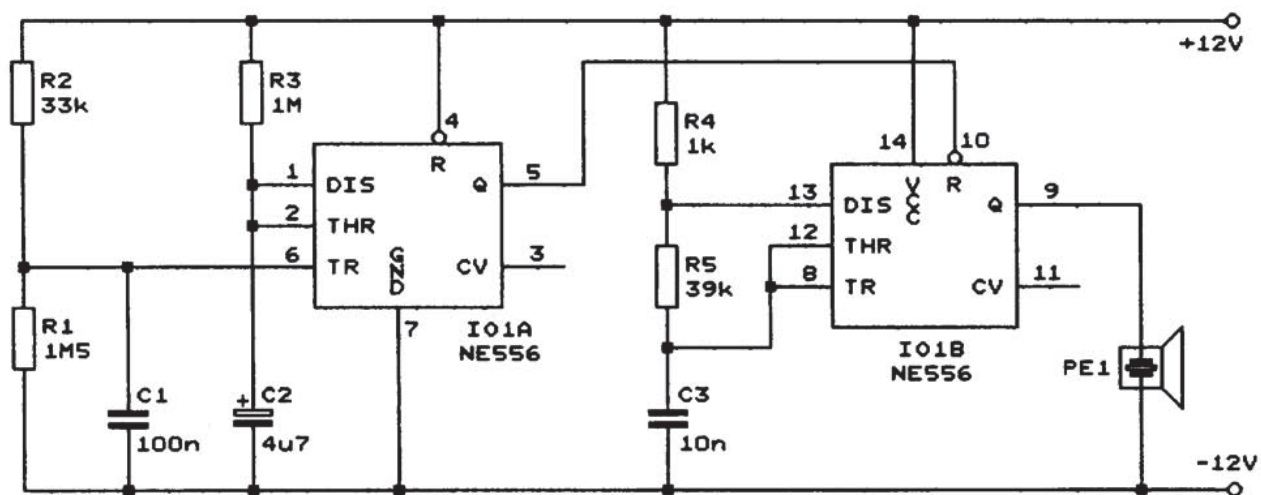 +12V
R2
33k
R3
1M
4
R
1
DIS
Q
5
2
THR
6
TR
GND
CV
3
7
IO1A
NE556
R1
1M5
C1
100n
+
C2
4u7
R4
1k
14
10
VCC
R
13
DIS
Q
9
12
THR
8
TR
CV
11
R5
39k
IO1B
NE556
C3
10n
PE1
-12V